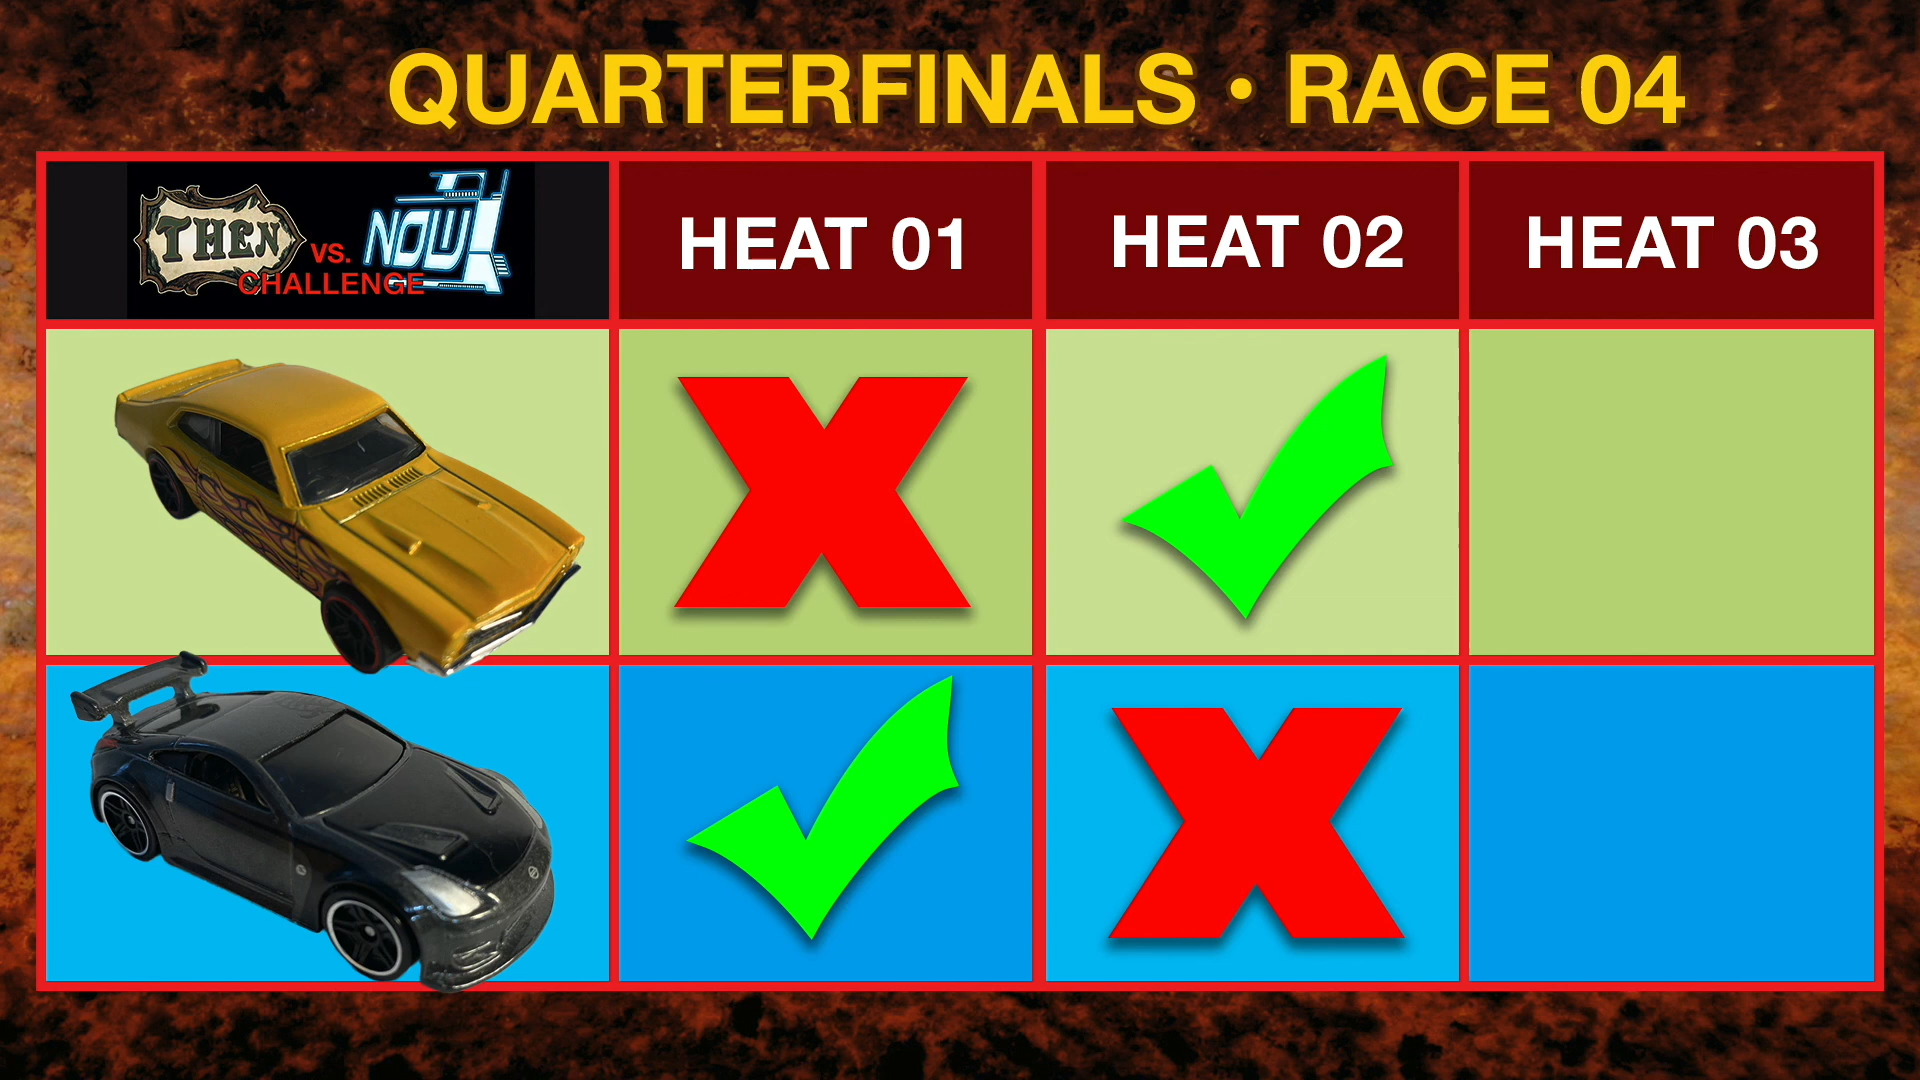 QUARTERFINALS • RACE 04
THEN VS. NOW
CHALLENGE
HEAT 01
HEAT 02
HEAT 03